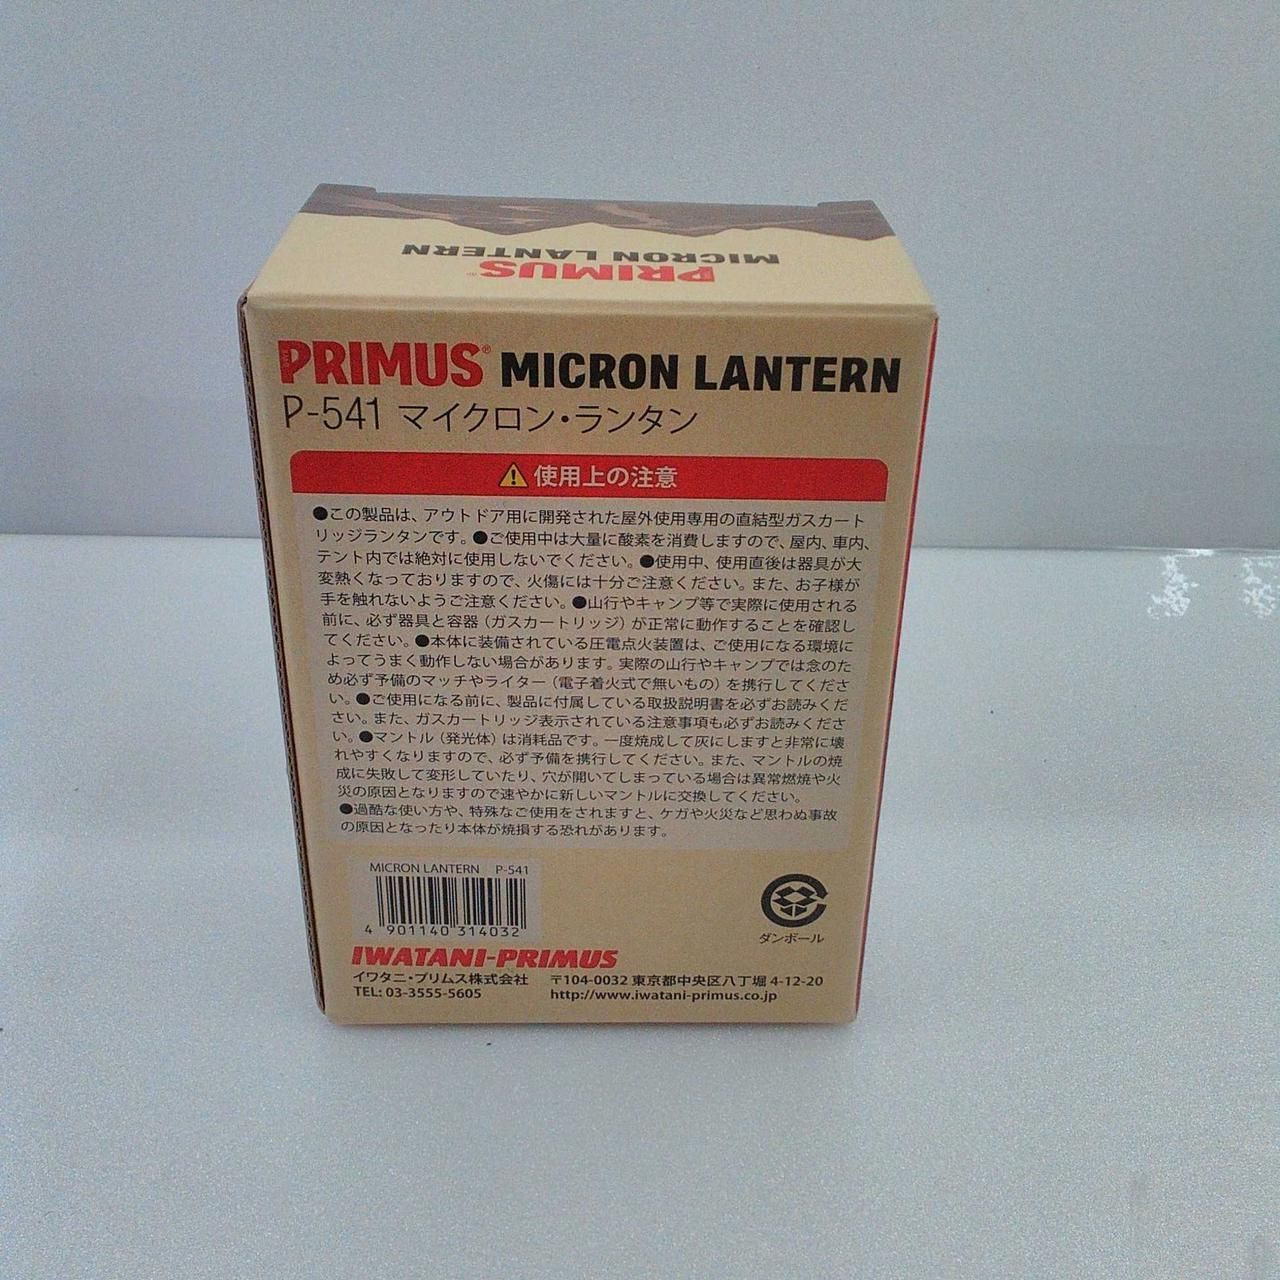 MICRON LANTERN
PRIMUS®
PRIMUS® MICRON LANTERN
P-541 マイクロン・ランタン
使用上の注意
●この製品は、アウトドア用に開発された屋外使用専用の直結型ガスカート
リッジランタンです。●ご使用中は大量に酸素を消費しますので、屋内、車内、
テント内では絶対に使用しないでください。●使用中、使用直後は器具が大
変熱くなっておりますので、火傷には十分ご注意ください。また、お子様が
手を触れないようご注意ください。●山行やキャンプ等で実際に使用される
前に、必ず器具と容器（ガスカートリッジ）が正常に動作することを確認し
てください。●本体に装備されている圧電点火装置は、ご使用になる環境に
よってうまく動作しない場合があります。実際の山行やキャンプでは念のた
め必ず予備のマッチやライター（電子着火式で無いもの）を携行してくださ
い。●ご使用になる前に、製品に付属している取扱説明書を必ずお読みくだ
さい。また、ガスカートリッジ表示されている注意事項も必ずお読みくださ
い。●マントル（発光体）は消耗品です。一度焼成して灰にしますと非常に壊
れやすくなりますので、必ず予備を携行してください。また、マントルの焼
成に失敗して変形していたり、穴が開いてしまっている場合は異常燃焼や火
災の原因となりますので速やかに新しいマントルに交換してください。
●過酷な使い方や、特殊なご使用をされますと、ケガや火災など思わぬ事故
の原因となったり本体が焼損する恐れがあります。
MICRON LANTERN P-541
4 901140 314032
ダンボール
IWATANI-PRIMUS
イワタニ・プリムス株式会社 〒104-0032 東京都中央区八丁堀 4-12-20
TEL: 03-3555-5605 http://www.iwatani-primus.co.jp